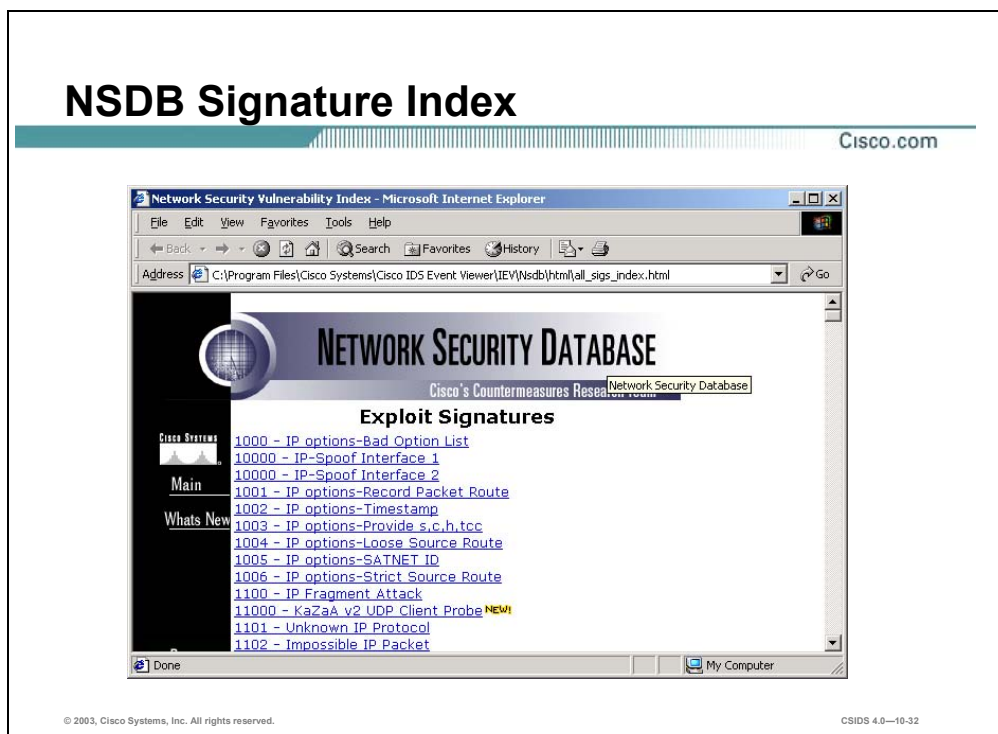 NSDB Signature Index
Cisco.com
Network Security Vulnerability Index - Microsoft Internet Explorer
File Edit View Favorites Tools Help
Back Search Favorites History
Address C:\Program Files\Cisco Systems\Cisco IDS Event Viewer\IEV\Nsdb\html\all_sigs_index.html Go
NETWORK SECURITY DATABASE
Cisco's Countermeasures Research Team
Network Security Database
Exploit Signatures
CISCO SYSTEMS
Main
Whats New
1000 - IP options-Bad Option List
10000 - IP-Spoof Interface 1
10000 - IP-Spoof Interface 2
1001 - IP options-Record Packet Route
1002 - IP options-Timestamp
1003 - IP options-Provide s,c,h,tcc
1004 - IP options-Loose Source Route
1005 - IP options-SATNET ID
1006 - IP options-Strict Source Route
1100 - IP Fragment Attack
11000 - KaZaA v2 UDP Client Probe NEW!
1101 - Unknown IP Protocol
1102 - Impossible IP Packet
Done My Computer
© 2003, Cisco Systems, Inc. All rights reserved. CSIDS 4.0—10-32